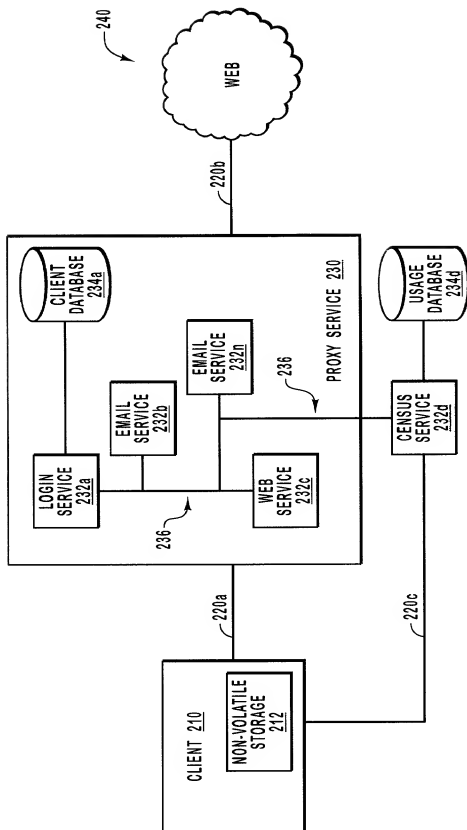 240
WEB
220b
CLIENT
DATABASE
234a
LOGIN
SERVICE
232a
EMAIL
SERVICE
232b
EMAIL
SERVICE
232n
236
WEB
SERVICE
232c
236
PROXY SERVICE 230
220a
CLIENT 210
NON-VOLATILE
STORAGE
212
220c
CENSUS
SERVICE
232d
USAGE
DATABASE
234d